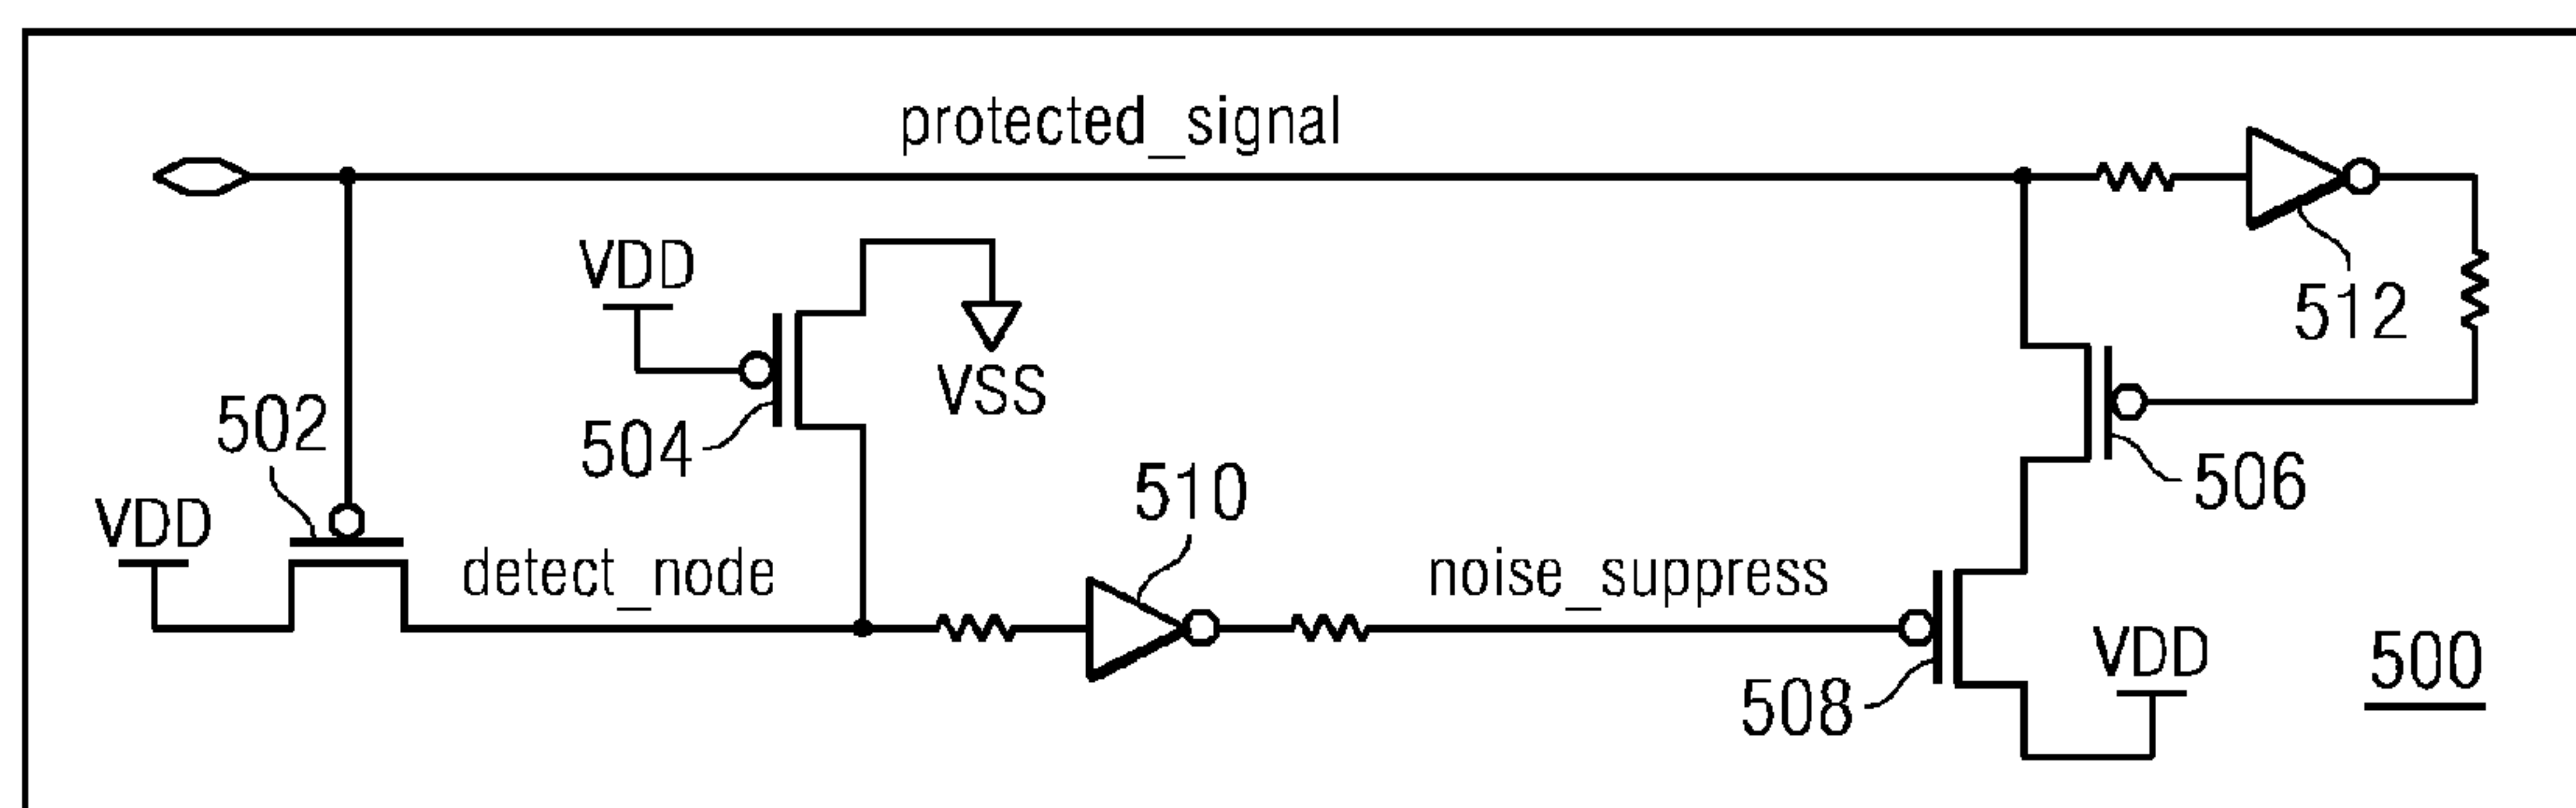 protected_signal
VDD
VSS
512
502
504
506
VDD
510
detect_node
noise_suppress
508
VDD
500